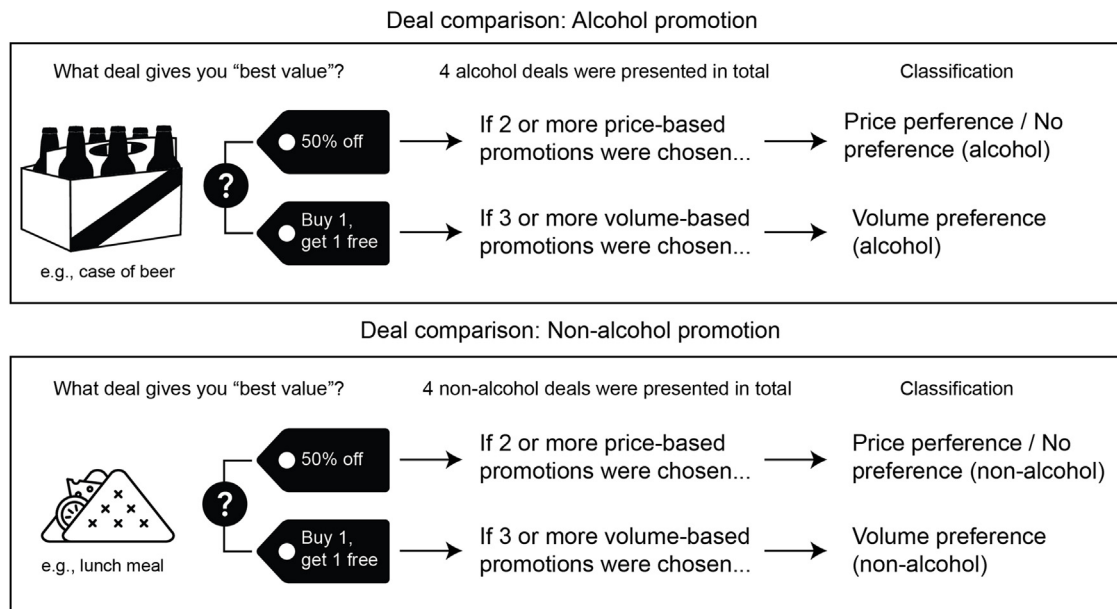 Deal comparison: Alcohol promotion
What deal gives you “best value”?
4 alcohol deals were presented in total
Classification
50% off
If 2 or more price-based
promotions were chosen...
Price perference / No
preference (alcohol)
?
Buy 1,
get 1 free
If 3 or more volume-based
promotions were chosen...
Volume preference
(alcohol)
e.g., case of beer
Deal comparison: Non-alcohol promotion
What deal gives you “best value”?
4 non-alcohol deals were presented in total
Classification
50% off
If 2 or more price-based
promotions were chosen...
Price perference / No
preference (non-alcohol)
?
Buy 1,
get 1 free
If 3 or more volume-based
promotions were chosen...
Volume preference
(non-alcohol)
e.g., lunch meal